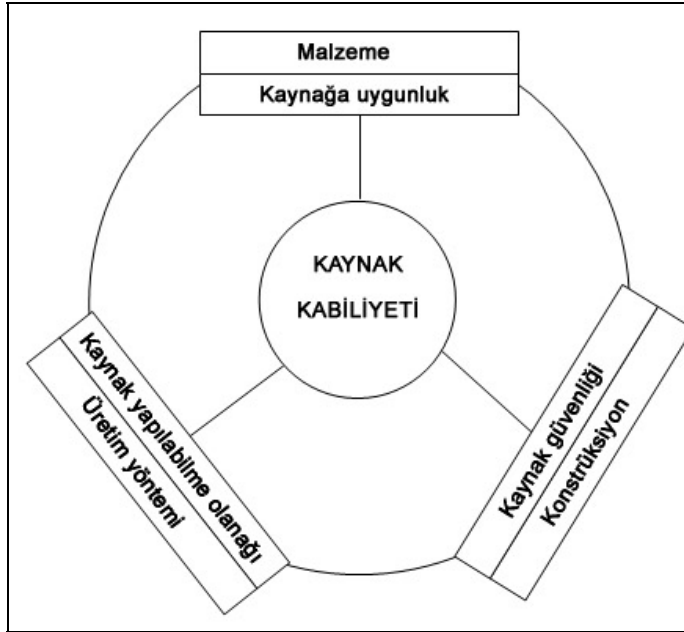 Malzeme
Kaynağa uygunluk
KAYNAK
KABİLİYETİ
Kaynak yapılabilme olanağı
Üretim yöntemi
Kaynak güvenliği
Konstrüksiyon